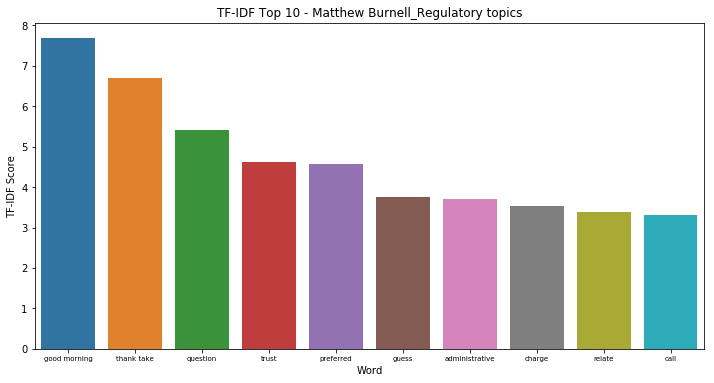 TF-IDF Top 10 - Matthew Burnell_Regulatory topics
8
7
6
5
4
3
2
1
0
TF-IDF Score
good morning thank take question trust preferred guess administrative charge relate call
Word